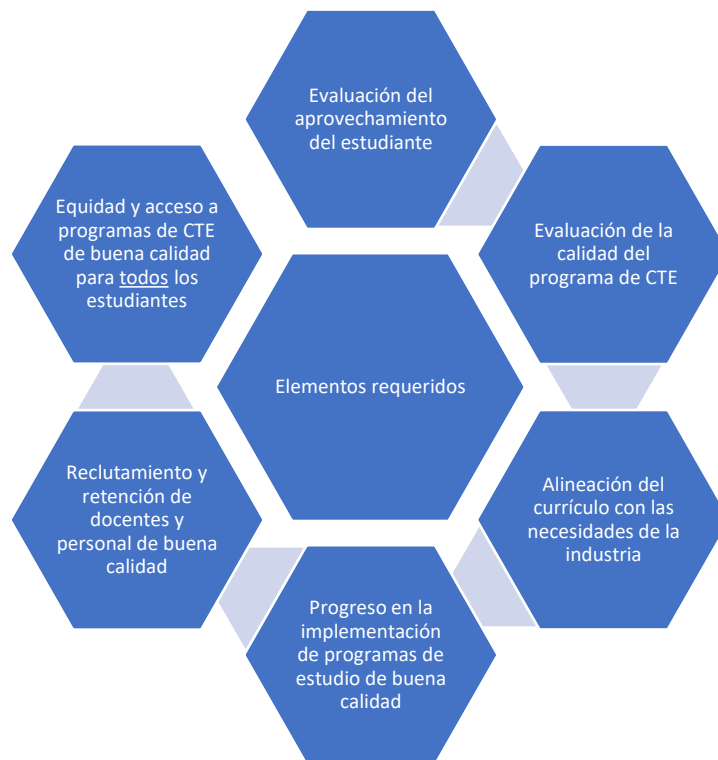 Evaluación del
aprovechamiento
del estudiante
Evaluación de la
calidad del
programa de CTE
Alineación del
currículo con las
necesidades de la
industria
Progreso en la
implementación
de programas de
estudio de buena
calidad
Reclutamiento y
retención de
docentes y
personal de buena
calidad
Equidad y acceso a
programas de CTE
de buena calidad
para todos los
estudiantes
Elementos requeridos